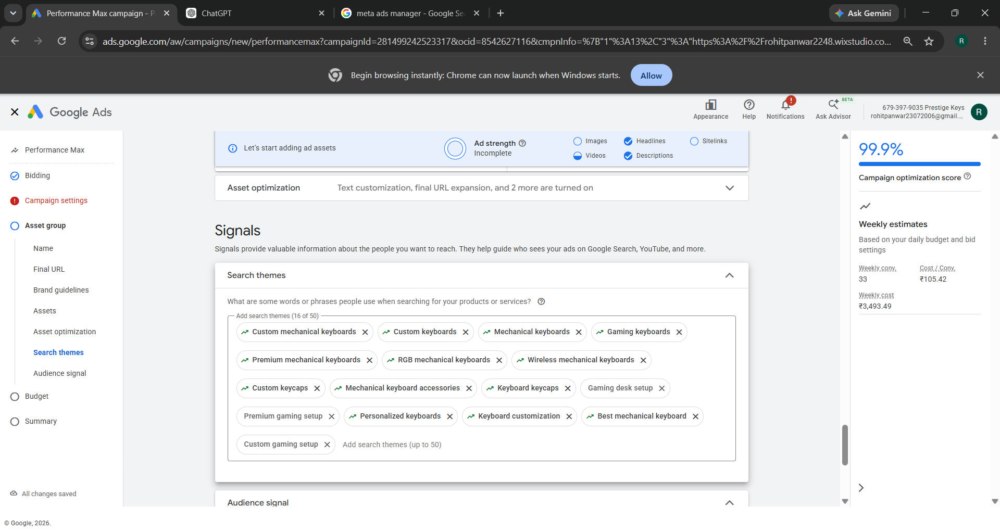 Performance Max campaign - P
ChatGPT
meta ads manager - Google Se
Ask Gemini
ads.google.com/aw/campaigns/new/performancemax?campaignId=281499242523317&ocid=8542627116&cmpnInfo=%7B"1"%3A13%2C"3"%3A"https%3A%2F%2Frohitpanwar2248.wixstudio.co...
R
Begin browsing instantly: Chrome can now launch when Windows starts.
Allow
Google Ads
Appearance
Help
!
Notifications
BETA
Ask Advisor
679-397-9035 Prestige Keys
rohitpanwar23072006@gmail....
R
Performance Max
Bidding
Campaign settings
Asset group
Name
Final URL
Brand guidelines
Assets
Asset optimization
Search themes
Audience signal
Budget
Summary
All changes saved
© Google, 2026.
Let's start adding ad assets
Ad strength
Incomplete
Images
Headlines
Sitelinks
Videos
Descriptions
Asset optimization
Text customization, final URL expansion, and 2 more are turned on
Signals
Signals provide valuable information about the people you want to reach. They help guide who sees your ads on Google Search, YouTube, and more.
Search themes
What are some words or phrases people use when searching for your products or services?
Add search themes (16 of 50)
Custom mechanical keyboards
Custom keyboards
Mechanical keyboards
Gaming keyboards
Premium mechanical keyboards
RGB mechanical keyboards
Wireless mechanical keyboards
Custom keycaps
Mechanical keyboard accessories
Keyboard keycaps
Gaming desk setup
Premium gaming setup
Personalized keyboards
Keyboard customization
Best mechanical keyboard
Custom gaming setup
Add search themes (up to 50)
Audience signal
99.9%
Campaign optimization score
Weekly estimates
Based on your daily budget and bid
settings
Weekly conv.
Cost / Conv.
33
₹105.42
Weekly cost
₹3,493.49